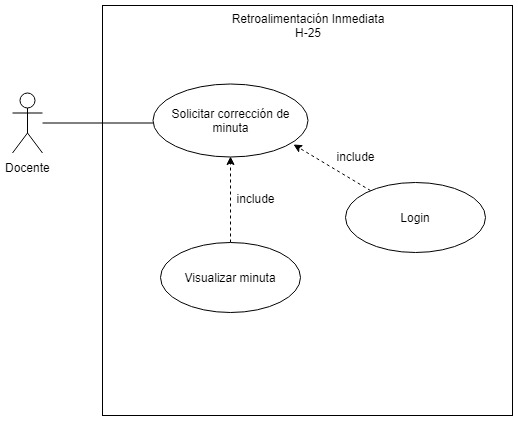 Retroalimentación Inmediata
H-25
Solicitar corrección de
minuta
Docente
include
include
Login
Visualizar minuta